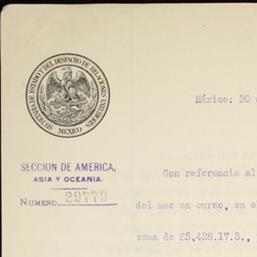 SECRETARIA DE ESTADO Y DEL DESPACHO DE RELACIONES EXTERIORES
MEXICO
México: 30
SECCION DE AMERICA,
ASIA Y OCEANIA.
NUMERO 29779
Con referencia al
del mes en curso, en e
suma de £5,428.17.3.,